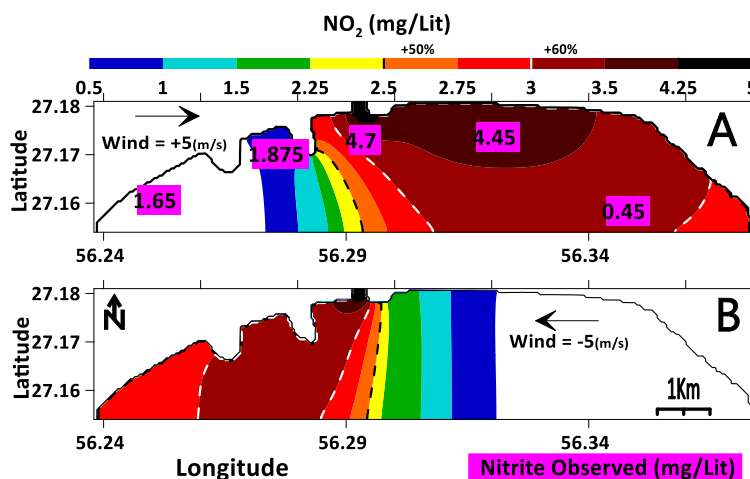 NO₂ (mg/Lit)
+50% +60%
0.5 1 1.5 2.25 2.5 2.75 3 3.5 4.25 5
27.18
27.17
27.16
Latitude
Wind = +5(m/s)
A
1.65
1.875
4.7
4.45
0.45
56.24 56.29 56.34
27.18
27.17
27.16
Latitude
N
B
Wind = -5(m/s)
1Km
56.24 56.29 56.34
Longitude
Nitrite Observed (mg/Lit)